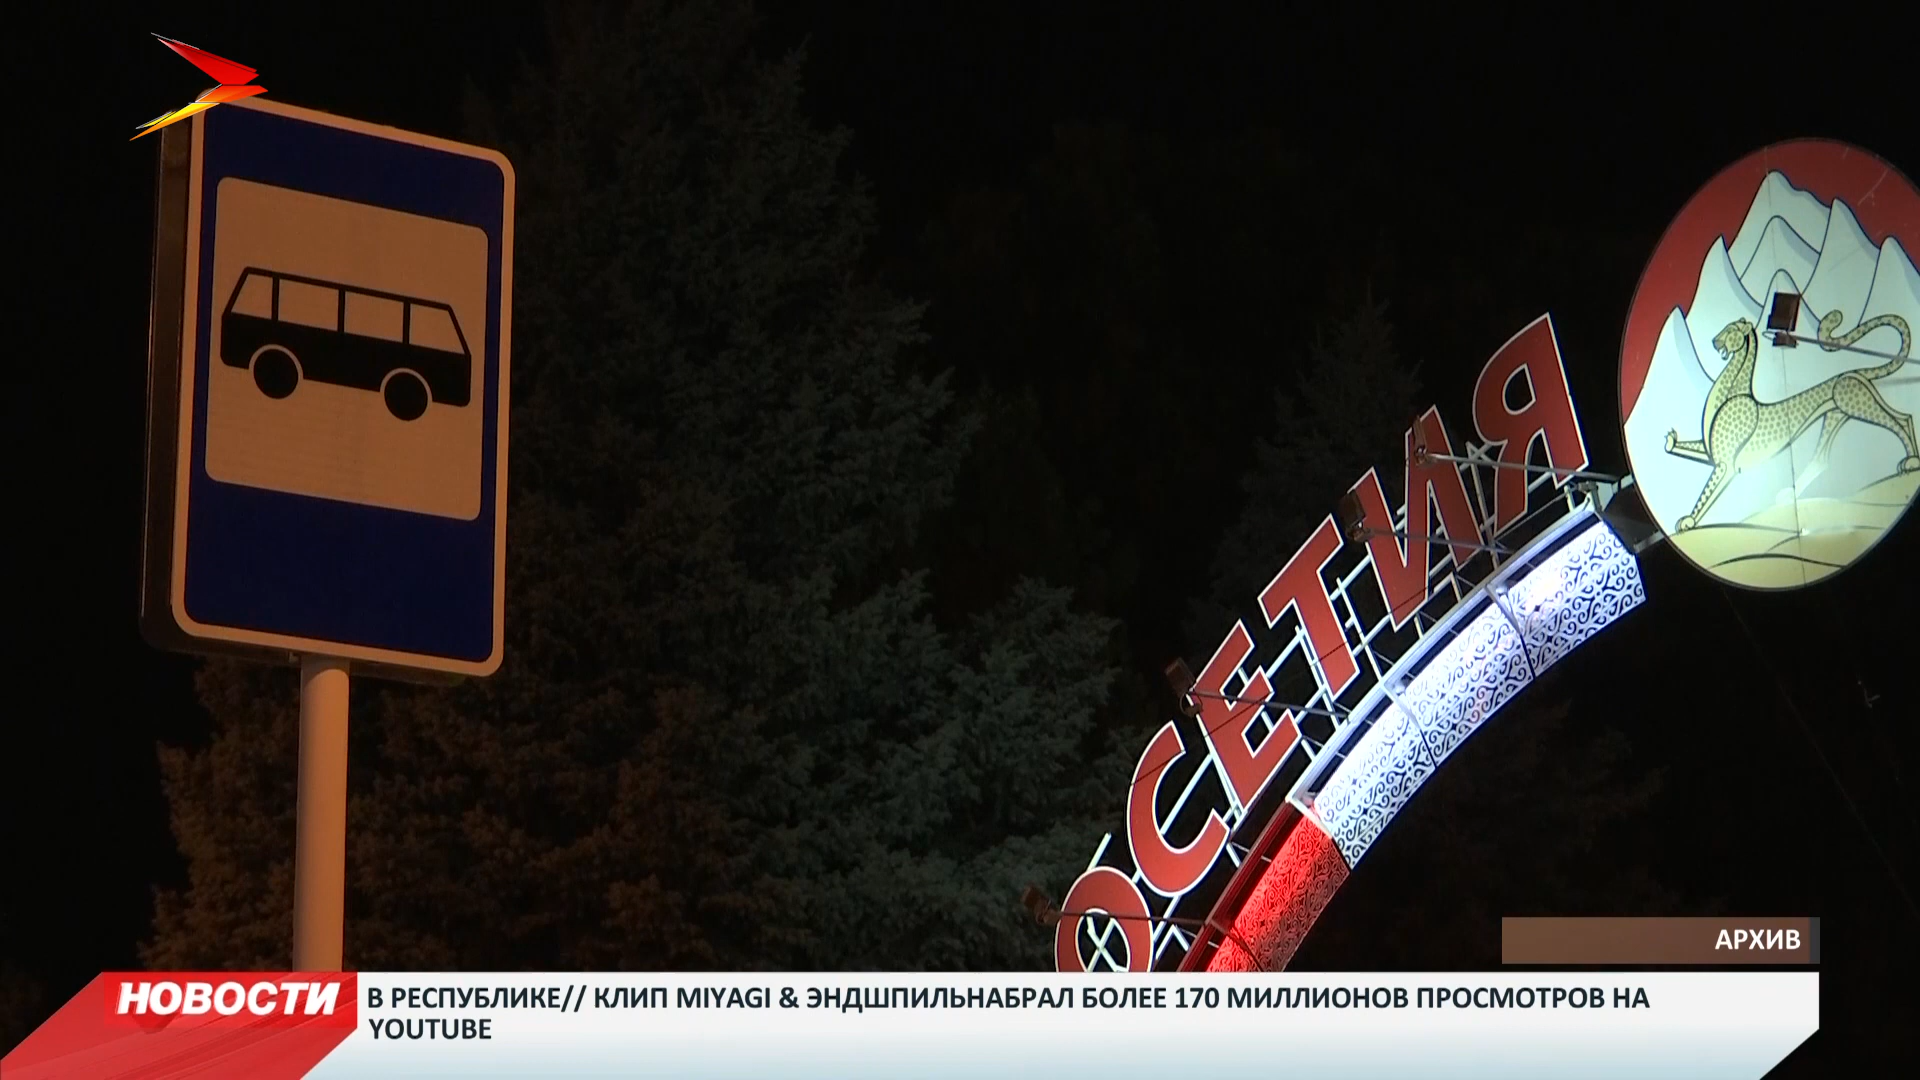 ОСЕТИЯ
АРХИВ
НОВОСТИ
В РЕСПУБЛИКЕ// КЛИП MIYAGI & ЭНДШПИЛЬНАБРАЛ БОЛЕЕ 170 МИЛЛИОНОВ ПРОСМОТРОВ НА
YOUTUBE